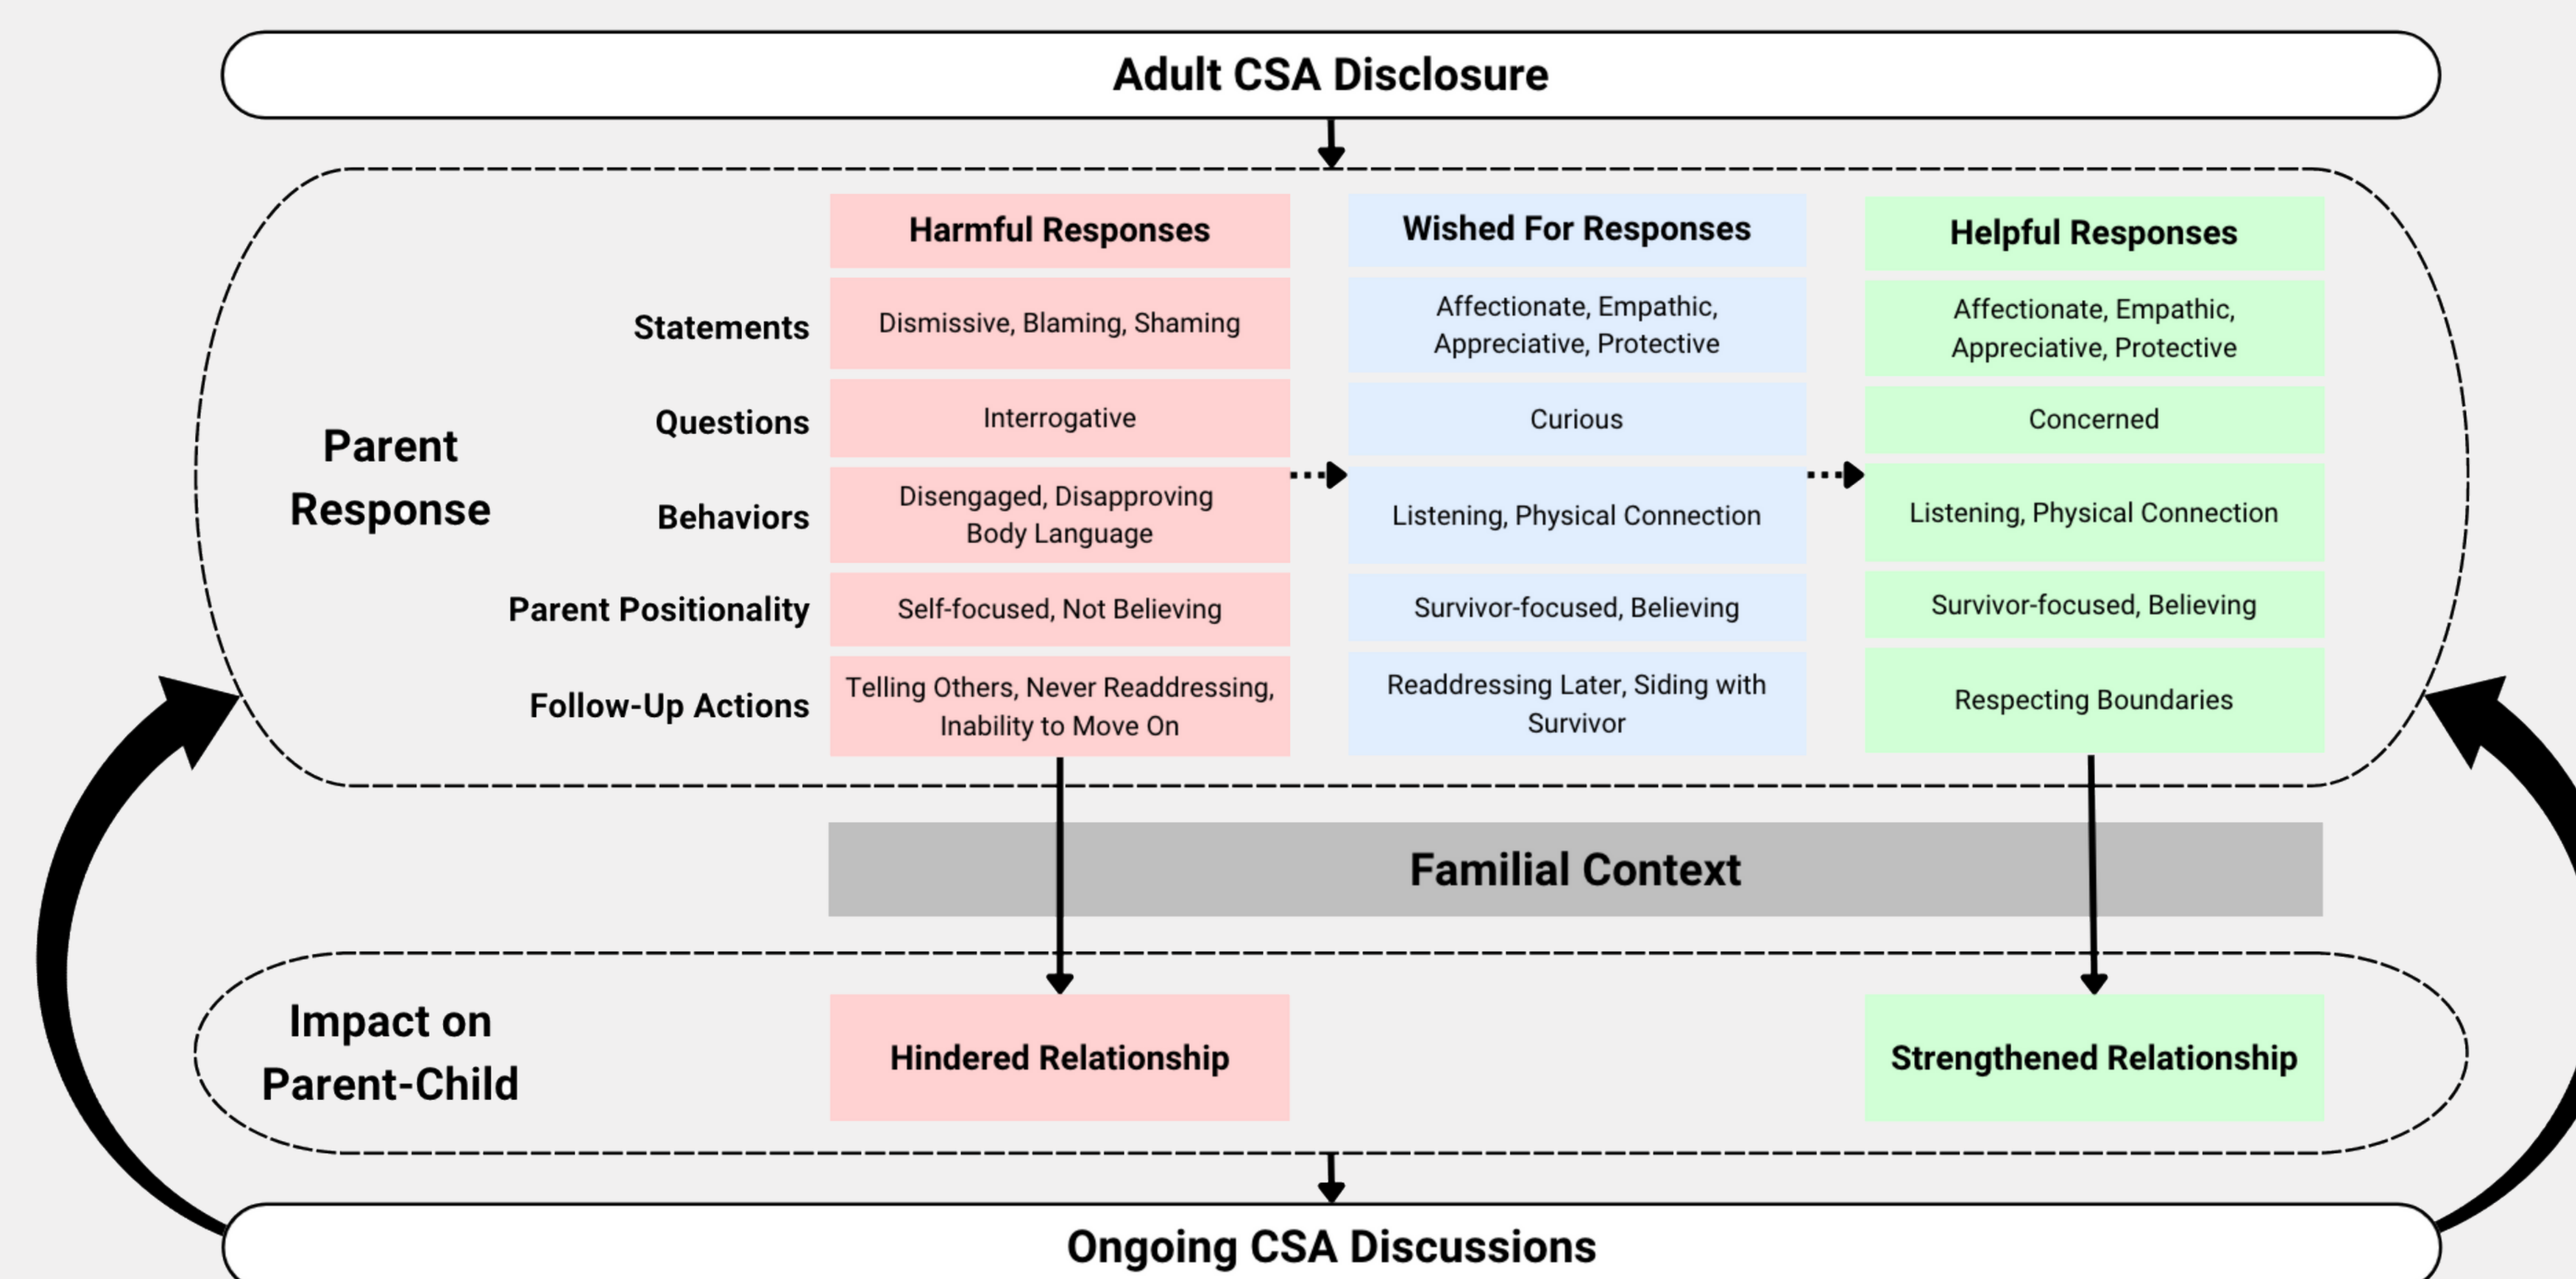 Adult CSA Disclosure
Harmful Responses
Wished For Responses
Helpful Responses
Parent
Response
Statements
Dismissive, Blaming, Shaming
Affectionate, Empathic,
Appreciative, Protective
Affectionate, Empathic,
Appreciative, Protective
Questions
Interrogative
Curious
Concerned
Behaviors
Disengaged, Disapproving
Body Language
Listening, Physical Connection
Listening, Physical Connection
Parent Positionality
Self-focused, Not Believing
Survivor-focused, Believing
Survivor-focused, Believing
Follow-Up Actions
Telling Others, Never Readdressing,
Inability to Move On
Readdressing Later, Siding with
Survivor
Respecting Boundaries
Familial Context
Impact on
Parent-Child
Hindered Relationship
Strengthened Relationship
Ongoing CSA Discussions